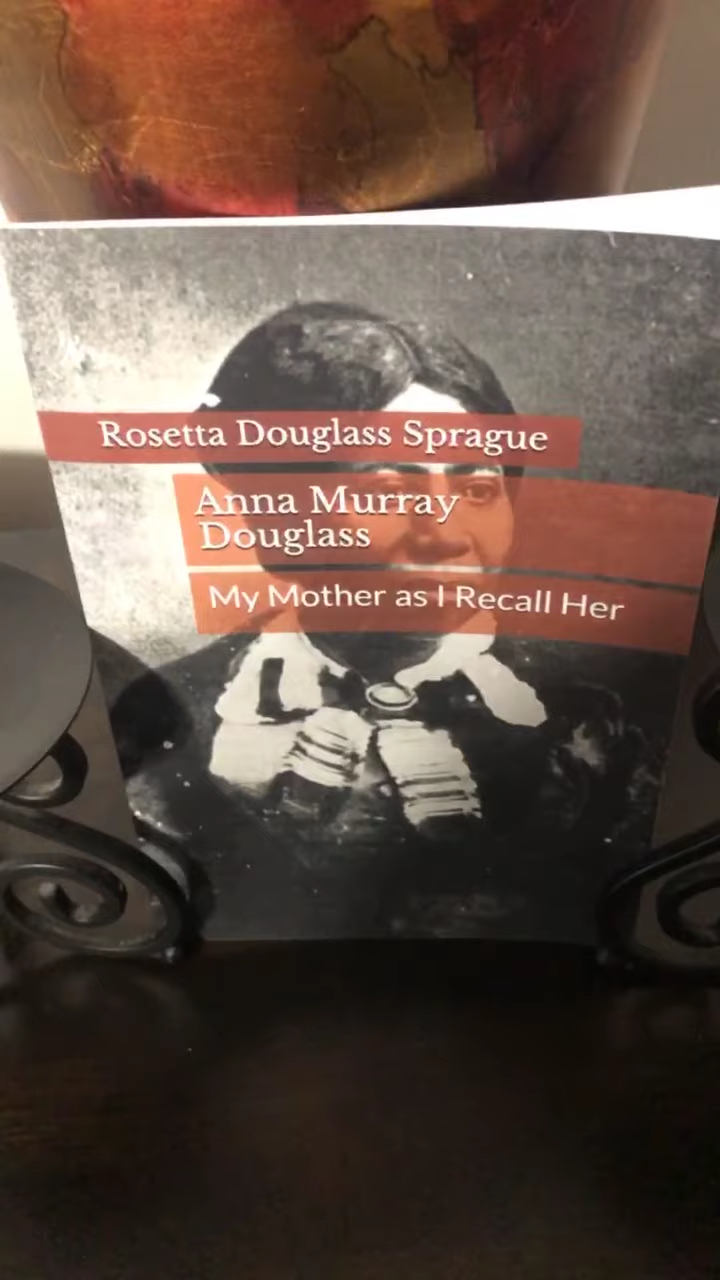 Rosetta Douglass Sprague
Anna Murray
Douglass
My Mother as I Recall Her